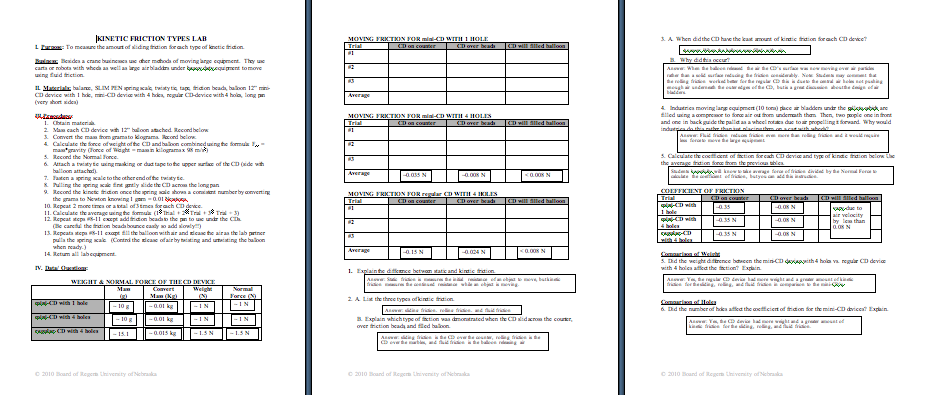 KINETIC FRICTION TYPES LAB
I. Purpose: To measure the amount of sliding friction for each type of kinetic friction.
Business: Besides a crane businesses use other methods of moving large equipment. They use
carts or robots with wheels as well as large air bladders under equipment to move
using fluid friction.
II. Materials: balance, SLIM PEN spring scale, twistytie, tape, friction beads, balloon 12" mini-
CD device with 1 hole, mini-CD device with 4 holes, regular CD-device with 4 holes, long pan
(very short sides)
III. Procedures:
1. Obtain materials.
2. Mass each CD device with 12" balloon attached. Record below.
3. Convert the mass from grams to kilograms. Record below.
4. Calculate the force of weight of the CD and balloon combined using the formula F =
mass*gravity (Force of Weight = mass in kilograms x 98 m/s²)
5. Record the Normal Force.
6. Attach a twisty tie using masking or duct tape to the upper surface of the CD (side with
balloon attached).
7. Fasten a spring scale to the other end of the twisty tie.
8. Pulling the spring scale first gently slide the CD across the long pan.
9. Record the kinetic friction once the spring scale shows a consistent number by converting
the grams to Newton knowing 1 gram = 0.01
10. Repeat 2 more times or a total of 3 times for each CD device.
11. Calculate the average using the formula: (1st Trial + 2nd Trial + 3rd Trial ÷ 3)
12. Repeat steps #8-11 except add friction beads to the pan to use under the CDs.
(Be careful the friction beads bounce easily so add slowly!!)
13. Repeats steps #8-11 except fill the balloon with air and release the air as the lab partner
pulls the spring scale. (Control the release of air by twisting and untwisting the balloon
when ready.)
14. Return all lab equipment.
IV. Data/ Questions:
WEIGHT & NORMAL FORCE OF THE CD DEVICE
Mass (g) Convert Mass (Kg) Weight (N) Normal Force (N)
mini-CD with 1 hole ~10 g ~0.01 kg ~1 N ~1 N
mini-CD with 4 holes ~10 g ~0.01 kg ~1 N ~1 N
regular-CD with 4 holes ~15.1 ~0.015 kg ~1.5 N ~1.5 N
© 2010 Board of Regents University of Nebraska
MOVING FRICTION FOR mini-CD WITH 1 HOLE
Trial CD on counter CD over beads CD will filled balloon
#1
#2
#3
Average
MOVING FRICTION FOR mini-CD WITH 4 HOLES
Trial CD on counter CD over beads CD will filled balloon
#1
#2
#3
Average ~0.035 N ~0.008 N < 0.008 N
MOVING FRICTION FOR regular CD WITH 4 HOLES
Trial CD on counter CD over beads CD will filled balloon
#1
#2
#3
Average ~0.15 N ~0.024 N < 0.008 N
1. Explain the difference between static and kinetic friction.
Answer: Static friction is measures the initial resistance of an object to move, but kinetic
friction measures the continued resistance while an object is moving.
2. A. List the three types of kinetic friction.
Answer: sliding friction, rolling friction, and fluid friction
B. Explain which type of friction was demonstrated when the CD slid across the counter,
over friction beads and filled balloon.
Answer: sliding friction is the CD over the counter, rolling friction is the
CD over the marbles, and fluid friction is the balloon releasing air
© 2010 Board of Regents University of Nebraska
3. A. When did the CD have the least amount of kinetic friction for each CD device?
B. Why did this occur?
Answer: When the balloon released the air the CD's surface was now moving over air particles
rather than a solid surface reducing the friction considerably. Note: Students may comment that
the rolling friction worked better for the regular CD this is due to the central air holes not pushing
enough air underneath the outer edges of the CD, but is a great discussion about the design of air
bladders.
4. Industries moving large equipment (10 tons) place air bladders under the which are
filled using a compressor to force air out from underneath them. Then, two people one in front
and one in back guide the pallet as a wheel rotates due to air propelling it forward. Why would
industries do this rather than just placing them on a cart with wheels?
Answer: Fluid friction reduces friction even more than rolling friction and it would require
less force to move the large equipment.
5. Calculate the coefficient of friction for each CD device and type of kinetic friction below. Use
the average friction force from the previous tables.
Students will know to take average force of friction divided by the Normal Force to
calculate the coefficient of friction, but you can add this instruction.
COEFFICIENT OF FRICTION
Trial CD on counter CD over beads CD will filled balloon
mini-CD with 1 hole ~0.35 ~0.08 N
mini-CD with 4 holes ~0.35 N ~0.08 N
regular-CD with 4 holes ~0.35 N ~0.08 N
due to air velocity by less than 0.08 N
Comparison of Weight
5. Did the weight difference between the mini-CD with 4 holes vs. regular CD device
with 4 holes affect the friction? Explain.
Answer: Yes, the regular CD device had more weight and a greater amount of kinetic
friction for the sliding, rolling, and fluid friction in comparison to the mini
Comparison of Holes
6. Did the number of holes affect the coefficient of friction for the mini-CD devices? Explain.
Answer: Yes, the CD device had more weight and a greater amount of
kinetic friction for the sliding, rolling, and fluid friction.
© 2010 Board of Regents University of Nebraska